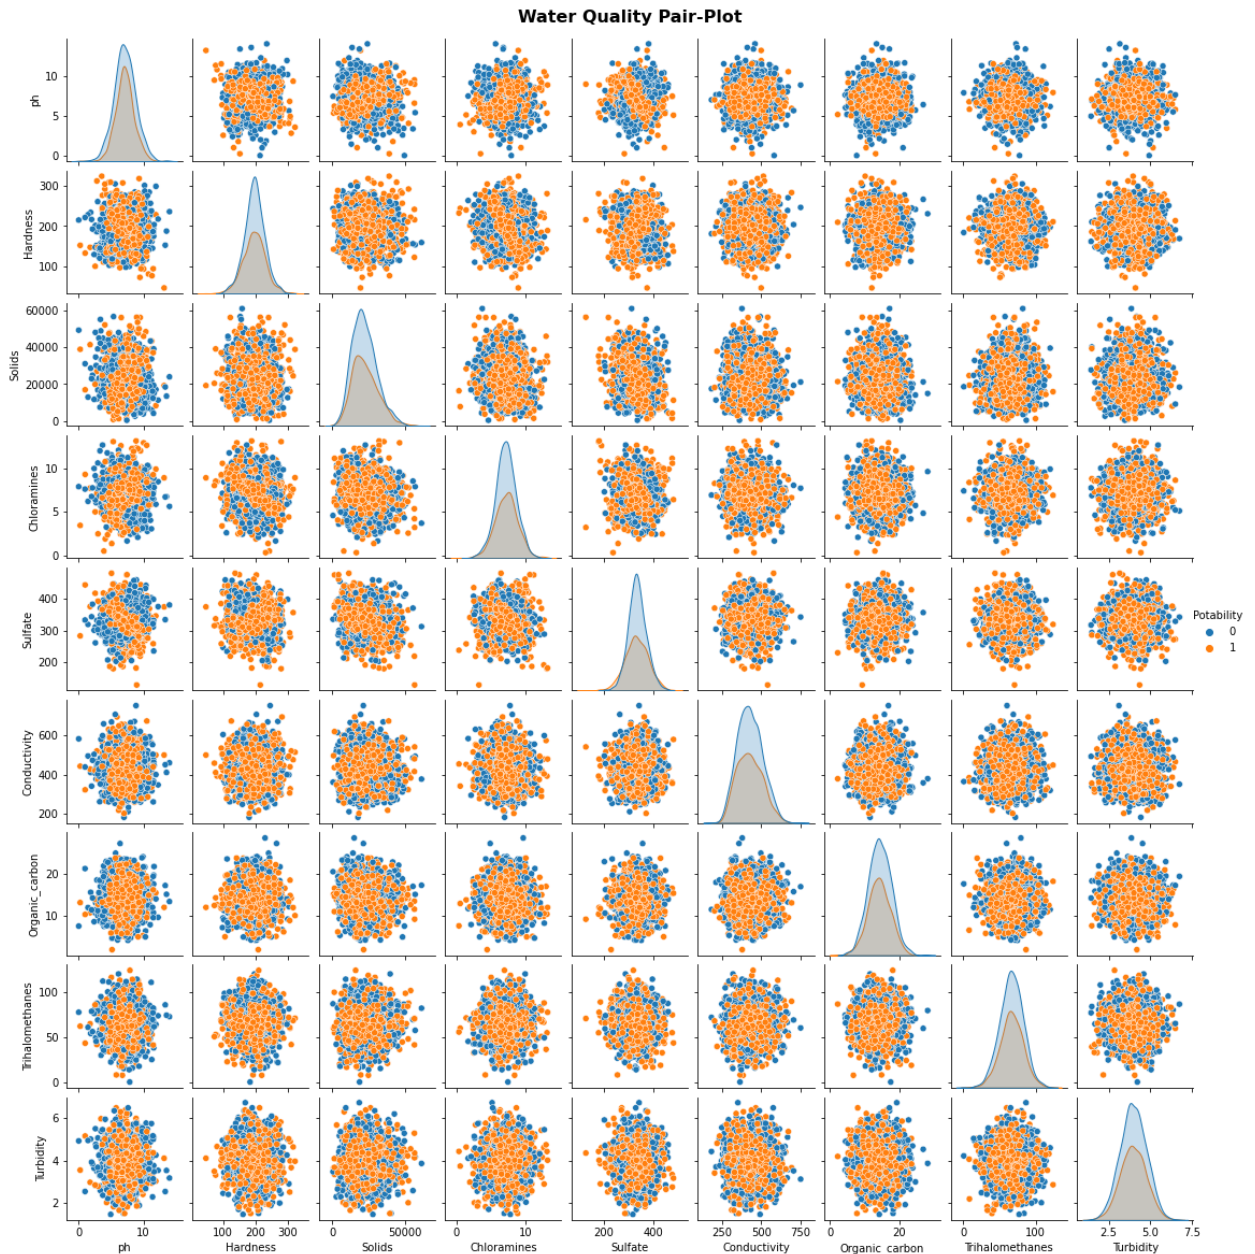 Water Quality Pair-Plot
10
5
0
ph
300
200
100
Hardness
60000
40000
20000
0
Solids
10
5
0
Chloramines
400
300
200
Sulfate
Potability
0
1
600
400
200
Conductivity
20
10
Organic_carbon
100
50
0
Trihalomethanes
6
4
2
Turbidity
0 10 100 200 300 0 50000 0 10 200 400 250 500 750 0 20 0 100 2.5 5.0 7.5
ph Hardness Solids Chloramines Sulfate Conductivity Organic_carbon Trihalomethanes Turbidity